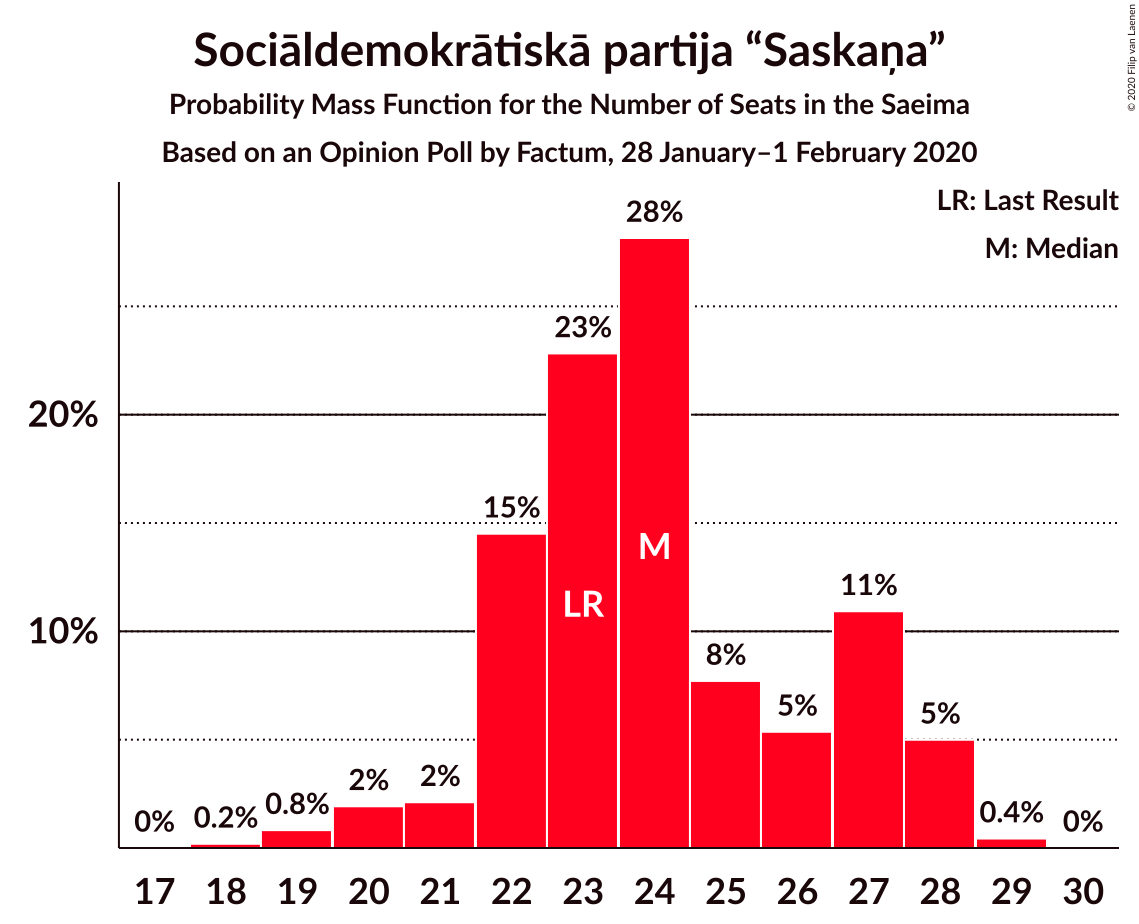 Sociāldemokrātiskā partija “Saskaņa”
Probability Mass Function for the Number of Seats in the Saeima
Based on an Opinion Poll by Factum, 28 January–1 February 2020
© 2020 Filip van Laenen
LR: Last Result
M: Median
20%
10%
0%
0.2%
0.8%
2%
2%
15%
23%
28%
8%
5%
11%
5%
0.4%
0%
LR
M
17 18 19 20 21 22 23 24 25 26 27 28 29 30